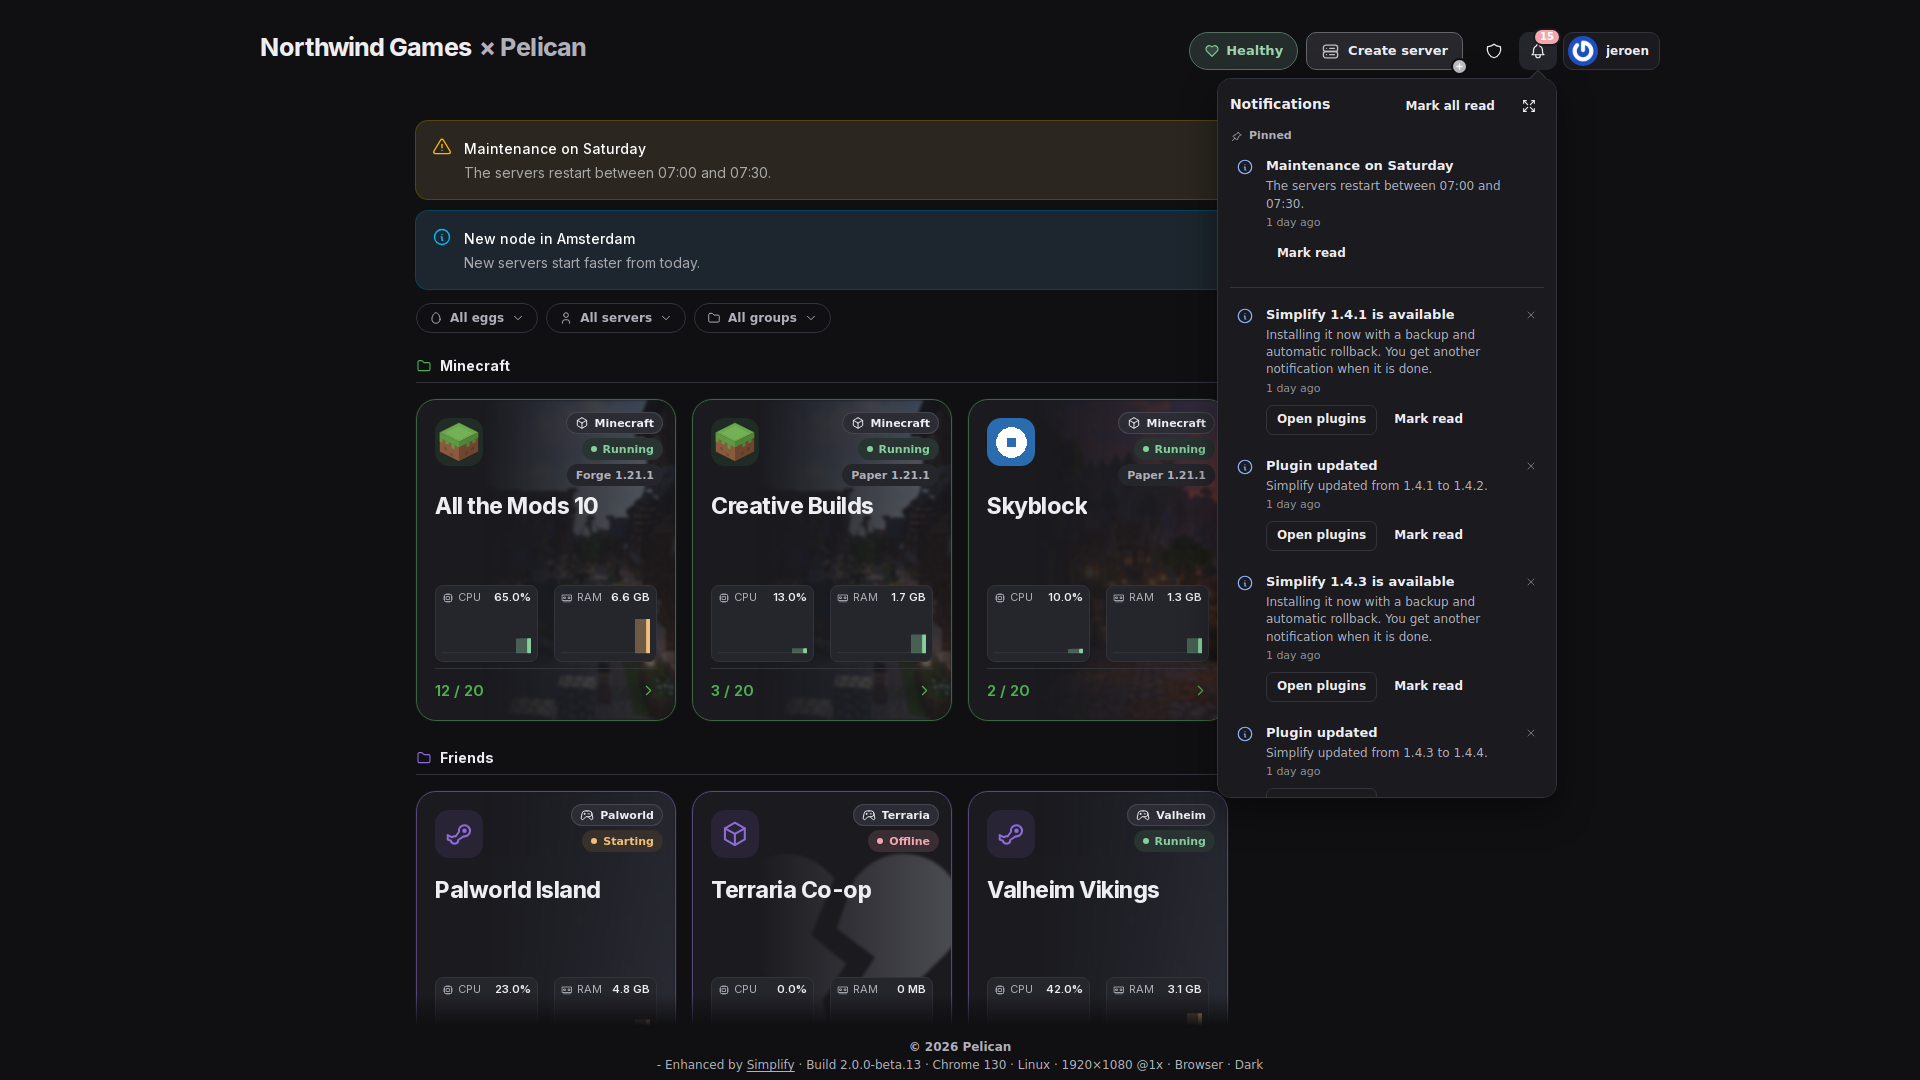 Northwind Games × Pelican
Healthy
Create server
15
jeroen
Maintenance on Saturday
The servers restart between 07:00 and 07:30.
New node in Amsterdam
New servers start faster from today.
All eggs
All servers
All groups
Minecraft
Minecraft
Running
Forge 1.21.1
All the Mods 10
CPU 65.0%
RAM 6.6 GB
12 / 20
Minecraft
Running
Paper 1.21.1
Creative Builds
CPU 13.0%
RAM 1.7 GB
3 / 20
Minecraft
Running
Paper 1.21.1
Skyblock
CPU 10.0%
RAM 1.3 GB
2 / 20
Friends
Palworld
Starting
Palworld Island
CPU 23.0%
RAM 4.8 GB
Terraria
Offline
Terraria Co-op
CPU 0.0%
RAM 0 MB
Valheim
Running
Valheim Vikings
CPU 42.0%
RAM 3.1 GB
Notifications
Mark all read
Pinned
Maintenance on Saturday
The servers restart between 07:00 and
07:30.
1 day ago
Mark read
Simplify 1.4.1 is available
Installing it now with a backup and
automatic rollback. You get another
notification when it is done.
1 day ago
Open plugins
Mark read
Plugin updated
Simplify updated from 1.4.1 to 1.4.2.
1 day ago
Open plugins
Mark read
Simplify 1.4.3 is available
Installing it now with a backup and
automatic rollback. You get another
notification when it is done.
1 day ago
Open plugins
Mark read
Plugin updated
Simplify updated from 1.4.3 to 1.4.4.
1 day ago
© 2026 Pelican
- Enhanced by Simplify · Build 2.0.0-beta.13 · Chrome 130 · Linux · 1920×1080 @1x · Browser · Dark